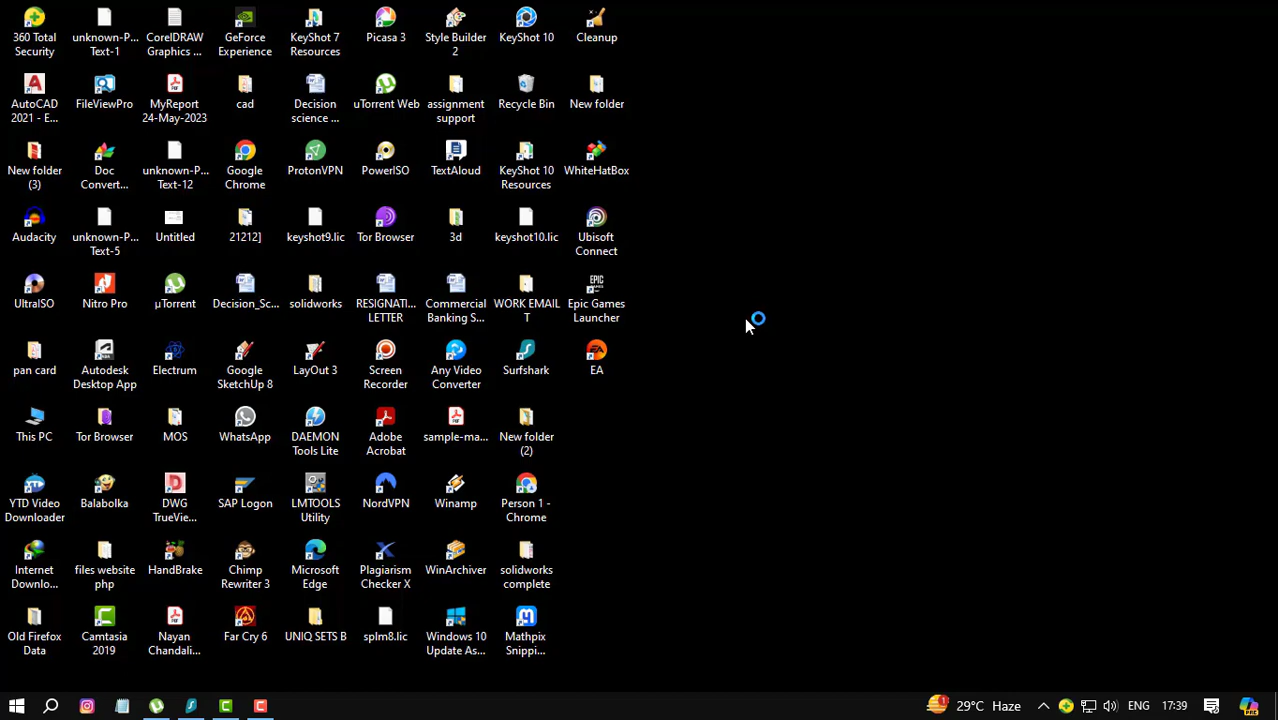 360 Total
Security
unknown-P...
Text-1
CorelDRAW
Graphics ...
GeForce
Experience
KeyShot 7
Resources
Picasa 3
Style Builder
2
KeyShot 10
Cleanup
AutoCAD
2021 - E...
FileViewPro
MyReport
24-May-2023
cad
Decision
science ...
uTorrent Web
assignment
support
Recycle Bin
New folder
New folder
(3)
Doc
Convert...
unknown-P...
Text-12
Google
Chrome
ProtonVPN
PowerISO
TextAloud
KeyShot 10
Resources
WhiteHatBox
Audacity
unknown-P...
Text-5
Untitled
21212]
keyshot9.lic
Tor Browser
3d
keyshot10.lic
Ubisoft
Connect
UltraISO
Nitro Pro
µTorrent
Decision_Sc...
solidworks
RESIGNATI...
LETTER
Commercial
Banking S...
WORK EMAIL
T
EPIC
GAMES
Epic Games
Launcher
pan card
Autodesk
Desktop App
Electrum
Google
SketchUp 8
LayOut 3
Screen
Recorder
Any Video
Converter
Surfshark
EA
This PC
Tor Browser
MOS
WhatsApp
DAEMON
Tools Lite
Adobe
Acrobat
sample-ma...
New folder
(2)
YTD Video
Downloader
Balabolka
DWG
TrueVie...
SAP Logon
LMTOOLS
Utility
NordVPN
Winamp
Person 1 -
Chrome
Internet
Downlo...
files website
php
HandBrake
Chimp
Rewriter 3
Microsoft
Edge
Plagiarism
Checker X
WinArchiver
solidworks
complete
Old Firefox
Data
Camtasia
2019
Nayan
Chandali...
Far Cry 6
UNIQ SETS B
splm8.lic
Windows 10
Update As...
Mathpix
Snippi...
29°C Haze
ENG
17:39